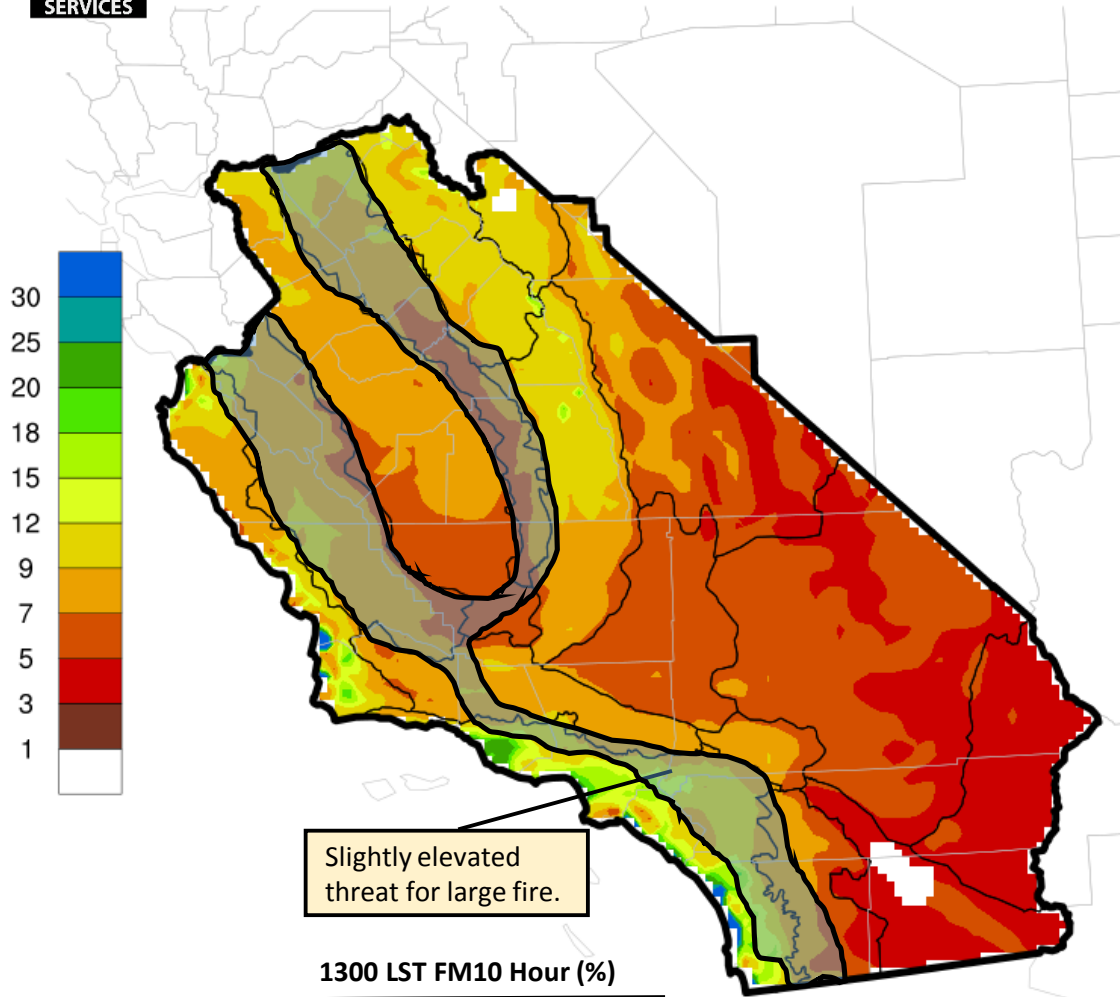 SERVICES
30
25
20
18
15
12
9
7
5
3
1
Slightly elevated
threat for large fire.
1300 LST FM10 Hour (%)